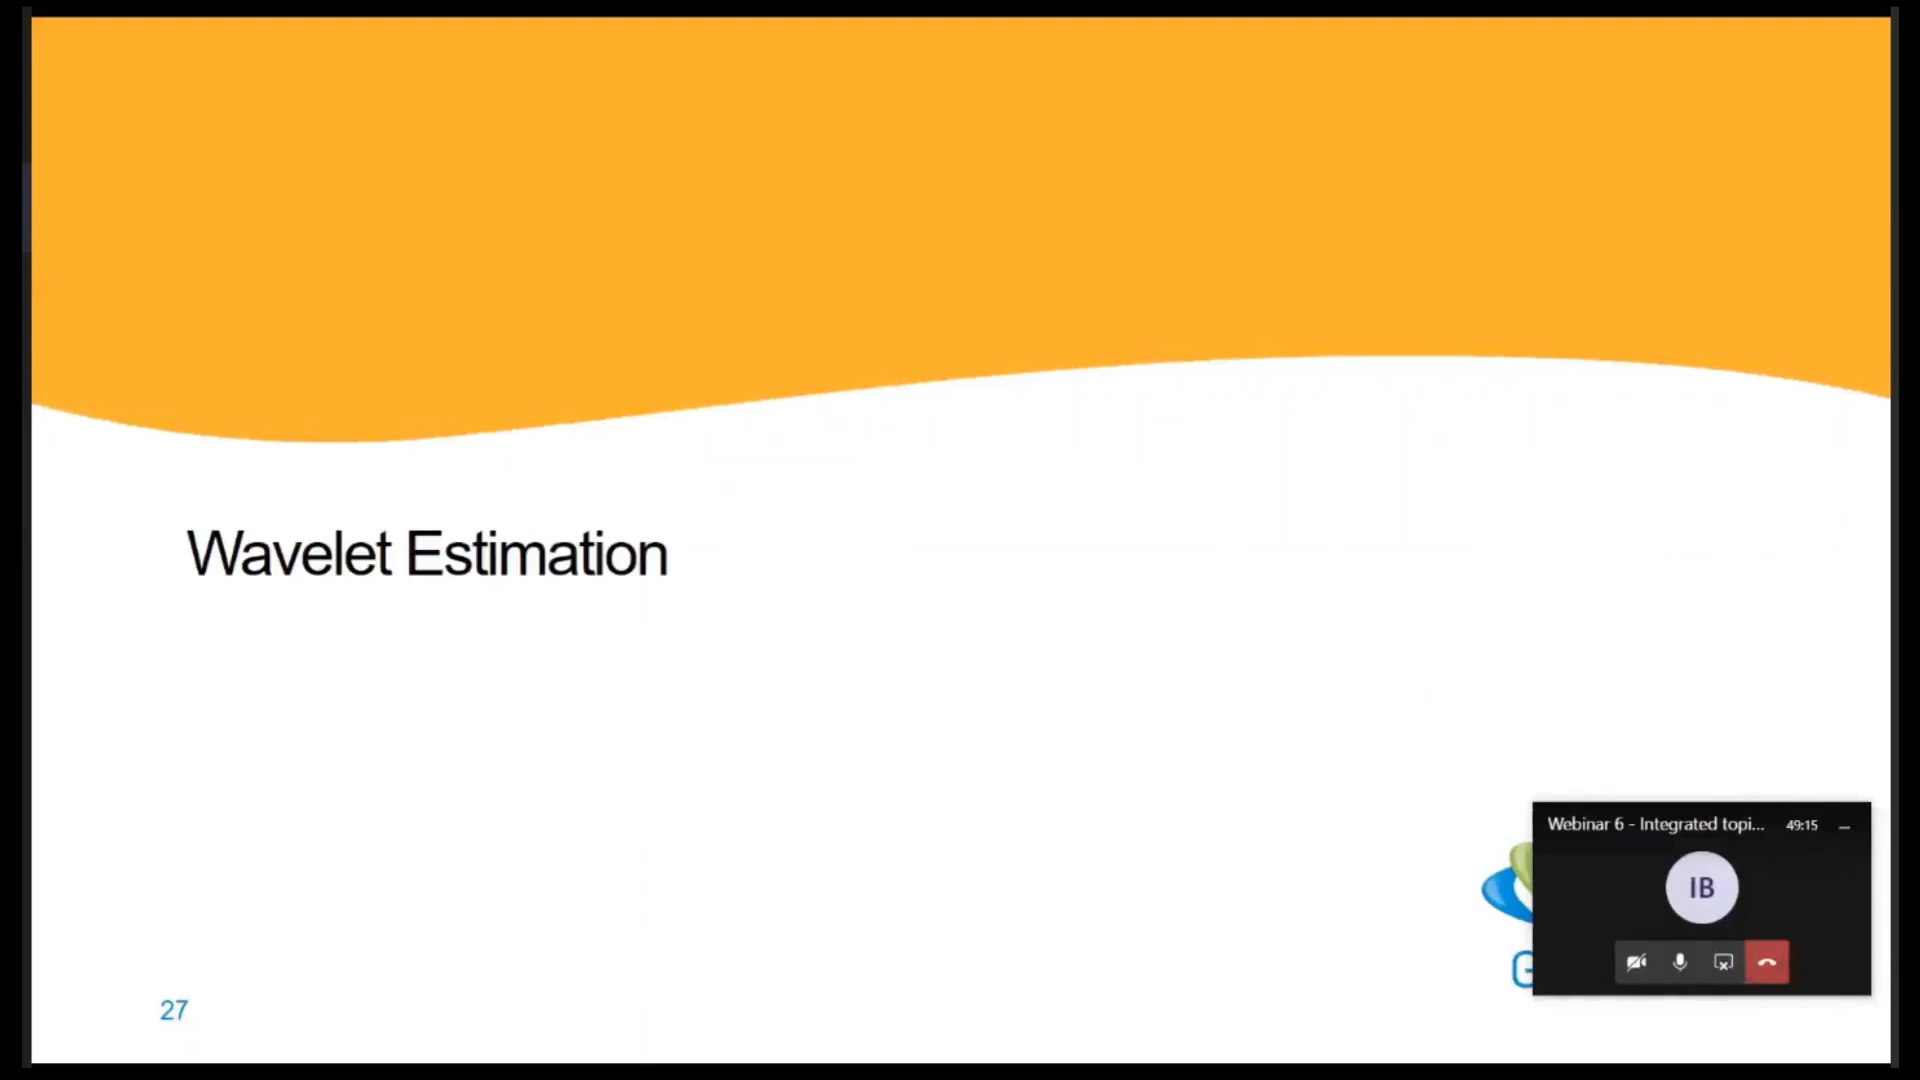 Wavelet Estimation
Webinar 6 - Integrated topi...
49:15
IB
G
27